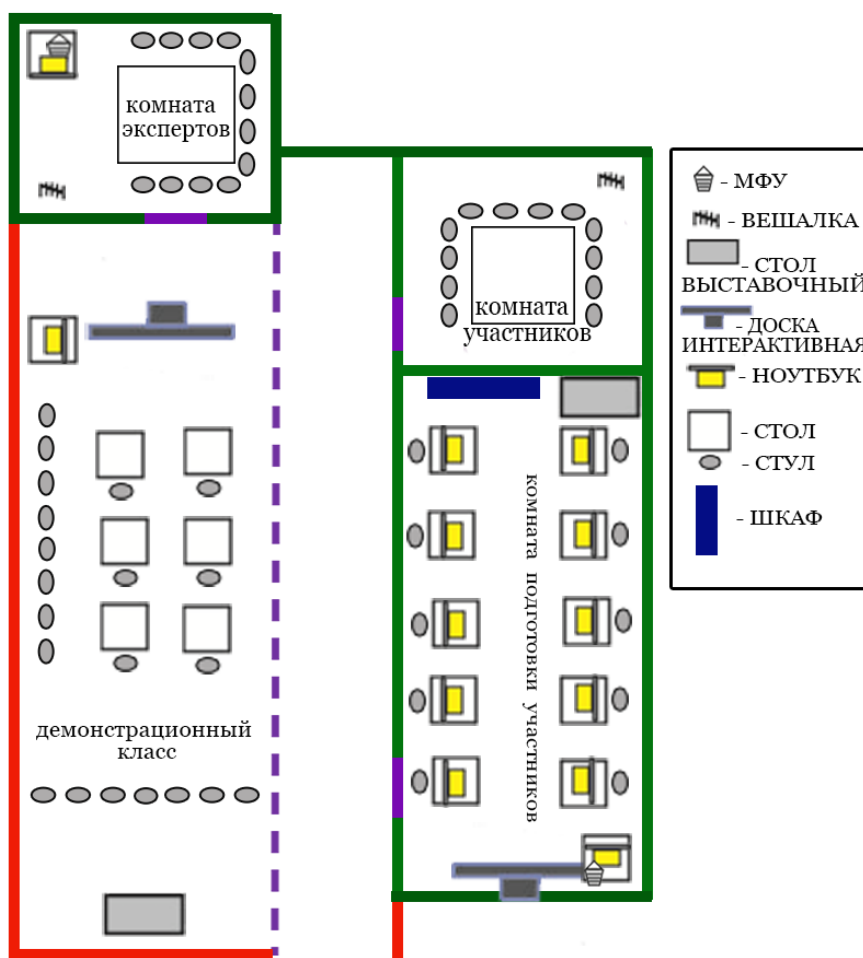 комната
экспертов
комната
участников
комната подготовки участников
демонстрационный
класс
- МФУ
- ВЕШАЛКА
- СТОЛ
ВЫСТАВОЧНЫЙ
- ДОСКА
ИНТЕРАКТИВНАЯ
- НОУТБУК
- СТОЛ
- СТУЛ
- ШКАФ